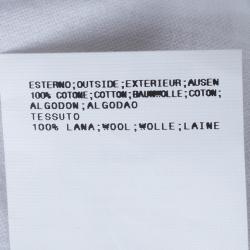 ESTERNO;OUTSIDE;EXTERIEUR;AUSEN
100% COTONE;COTTON;BAUMWOLLE;COTON;
ALGODON;ALGODAO
TESSUTO
100% LANA;WOOL;WOLLE;LAINE